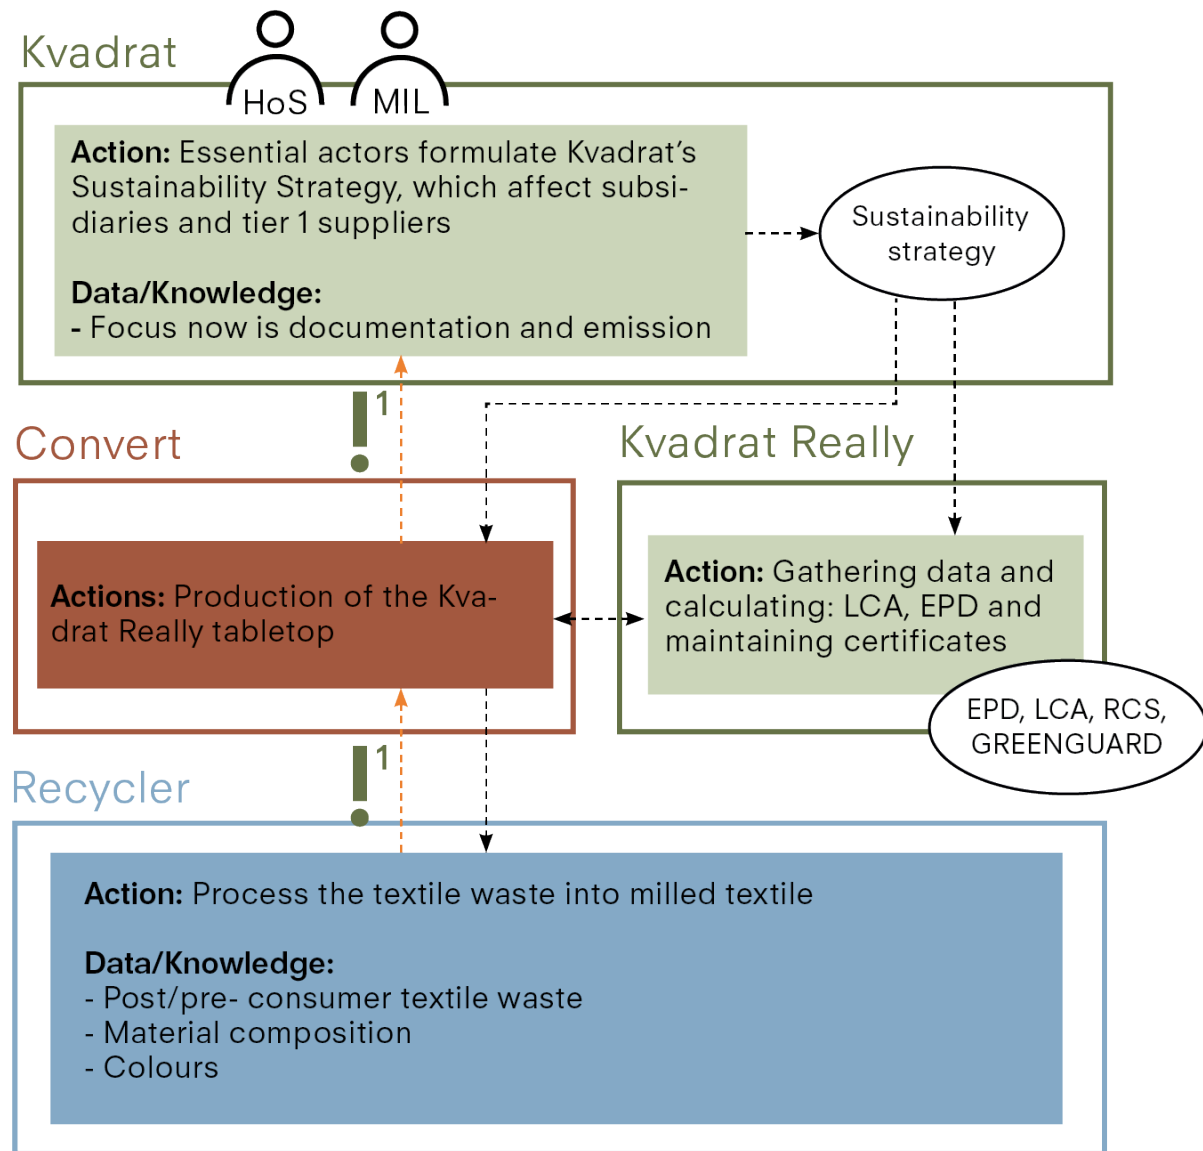 Kvadrat
HoS
MIL
Action: Essential actors formulate Kvadrat's
Sustainability Strategy, which affect subsi-
diaries and tier 1 suppliers
Data/Knowledge:
- Focus now is documentation and emission
Sustainability
strategy
!1
Convert
Actions: Production of the Kva-
drat Really tabletop
Kvadrat Really
Action: Gathering data and
calculating: LCA, EPD and
maintaining certificates
EPD, LCA, RCS,
GREENGUARD
!1
Recycler
Action: Process the textile waste into milled textile
Data/Knowledge:
- Post/pre- consumer textile waste
- Material composition
- Colours